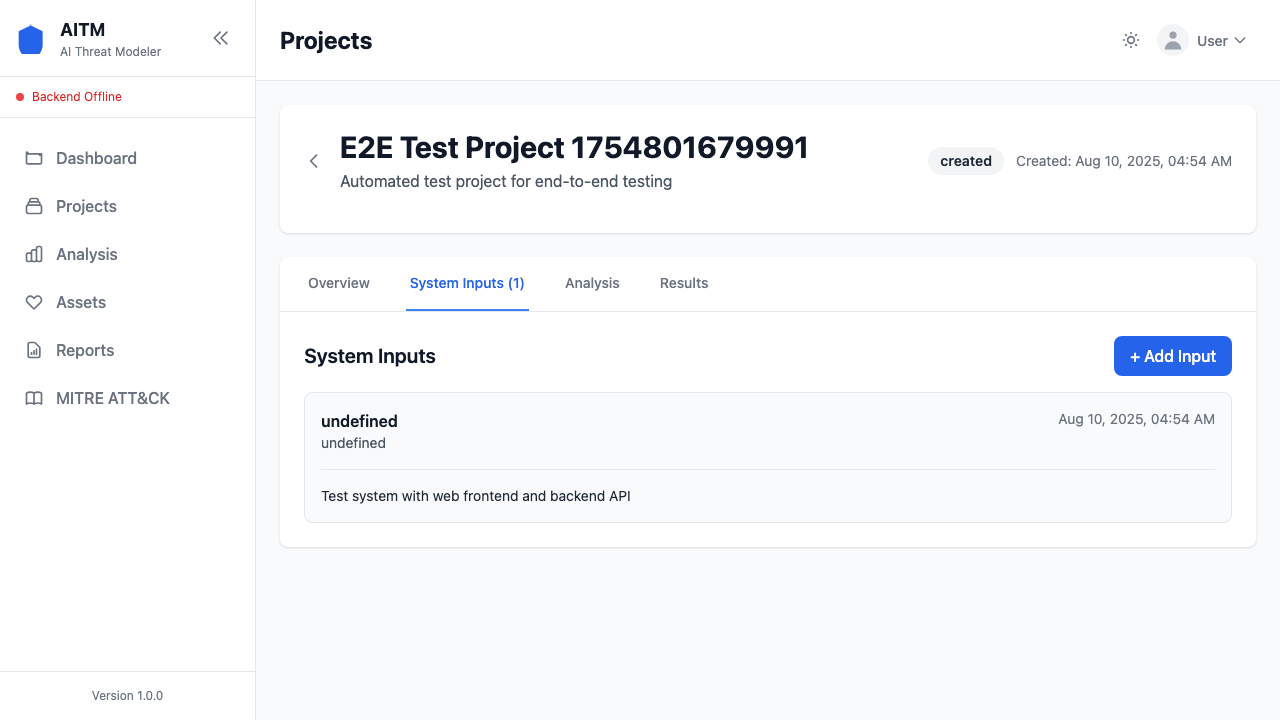 AITM
AI Threat Modeler
Backend Offline
Dashboard
Projects
Analysis
Assets
Reports
MITRE ATT&CK
Version 1.0.0
Projects
User
E2E Test Project 1754801679991
Automated test project for end-to-end testing
created
Created: Aug 10, 2025, 04:54 AM
Overview
System Inputs (1)
Analysis
Results
System Inputs
+ Add Input
undefined
Aug 10, 2025, 04:54 AM
undefined
Test system with web frontend and backend API